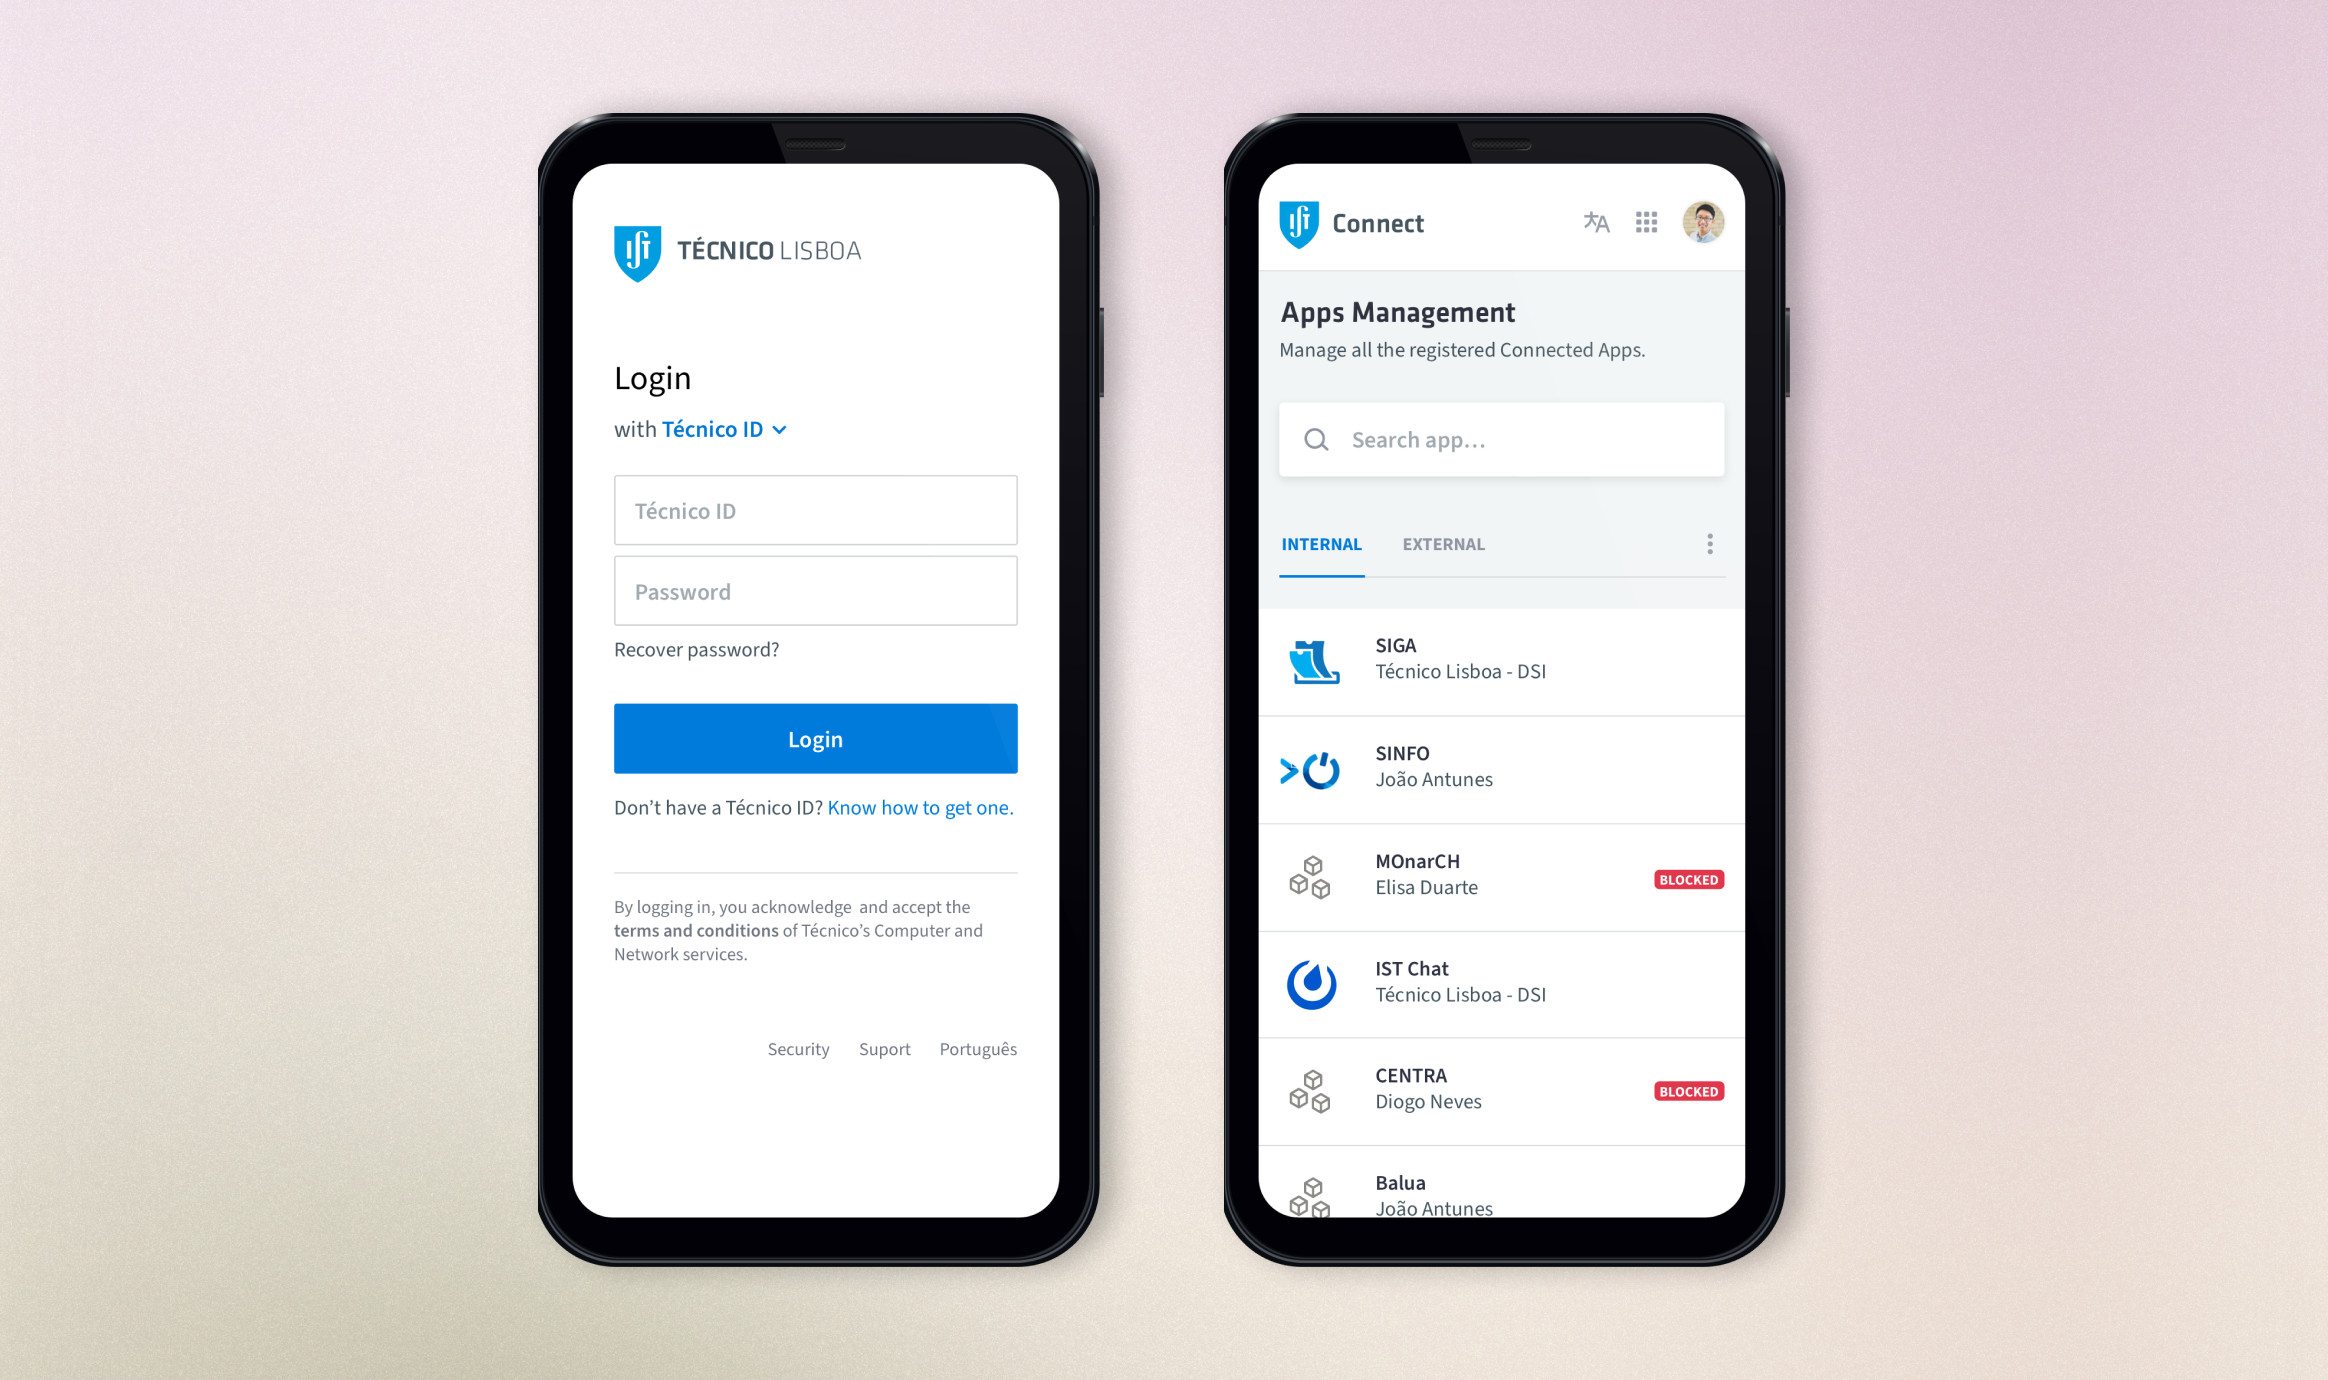 TÉCNICO LISBOA
Login
with Técnico ID
Técnico ID
Password
Recover password?
Login
Don’t have a Técnico ID? Know how to get one.
By logging in, you acknowledge  and accept the
terms and conditions of Técnico’s Computer and
Network services.
Security Suport Português
Connect
Apps Management
Manage all the registered Connected Apps.
Search app...
INTERNAL EXTERNAL
SIGA
Técnico Lisboa - DSI
SINFO
João Antunes
MOnarCH
Elisa Duarte
BLOCKED
IST Chat
Técnico Lisboa - DSI
CENTRA
Diogo Neves
BLOCKED
Balua
João Antunes